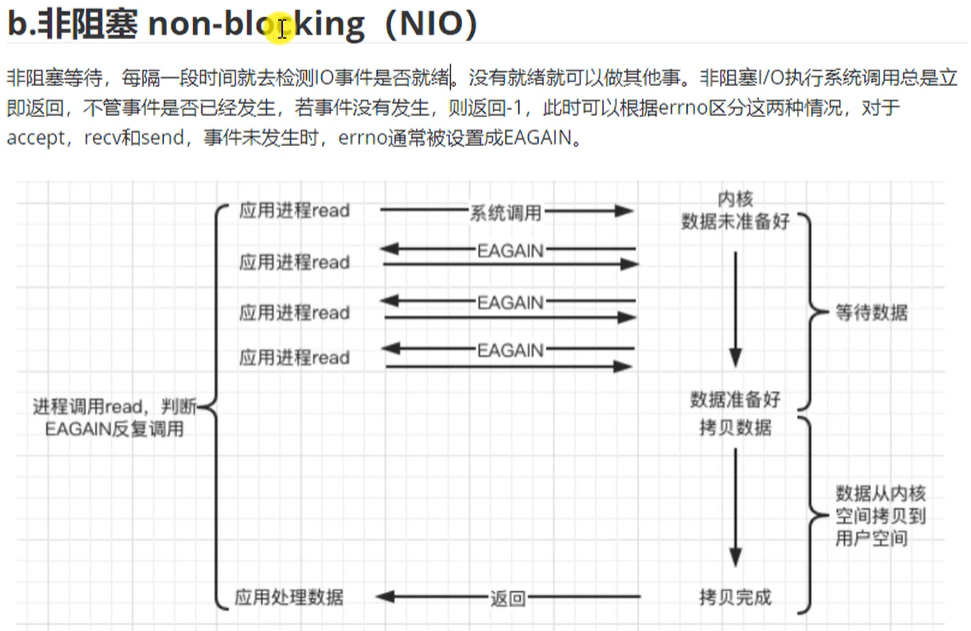 b.非阻塞 non-blocking（NIO）
非阻塞等待，每隔一段时间就去检测IO事件是否就绪。没有就绪就可以做其他事。非阻塞I/O执行系统调用总是立
即返回，不管事件是否已经发生，若事件没有发生，则返回-1，此时可以根据errno区分这两种情况，对于
accept，recv和send，事件未发生时，errno通常被设置成EAGAIN。
内核
应用进程read
系统调用
数据未准备好
EAGAIN
应用进程read
EAGAIN
应用进程read
等待数据
EAGAIN
应用进程read
数据准备好
进程调用read，判断
EAGAIN反复调用
拷贝数据
数据从内核
空间拷贝到
用户空间
应用处理数据
返回
拷贝完成